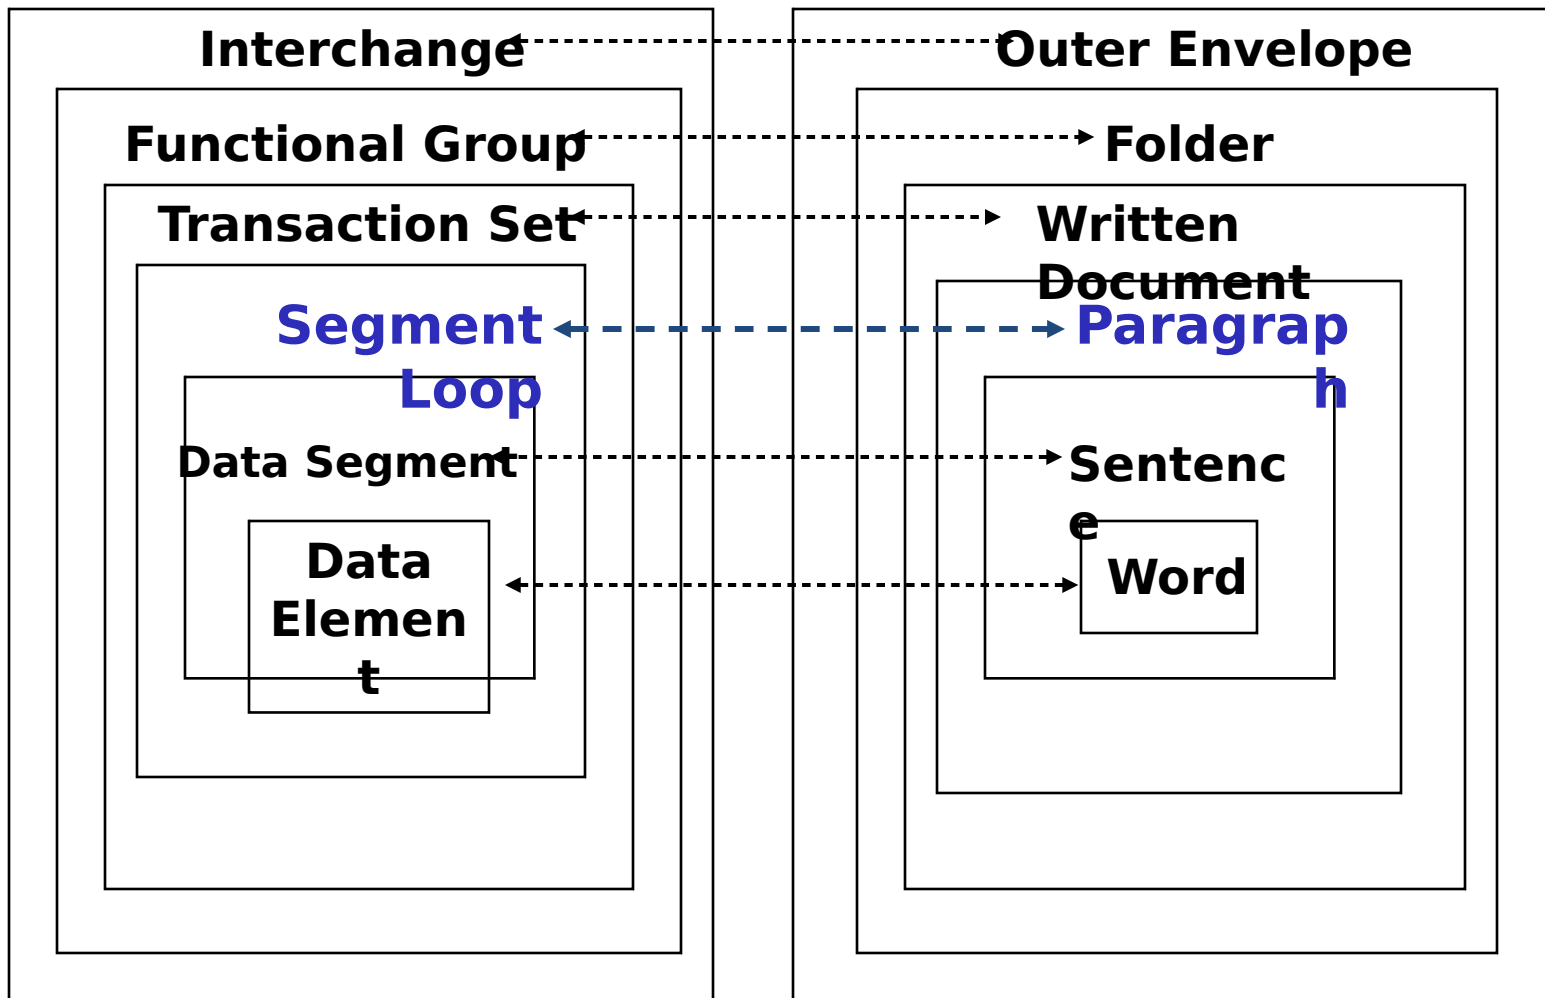 Interchange
Outer Envelope
Functional Group
Folder
Transaction Set
Written
Document
Segment
Loop
Paragrap
h
Data Segment
Sentenc
e
Data
Elemen
t
Word